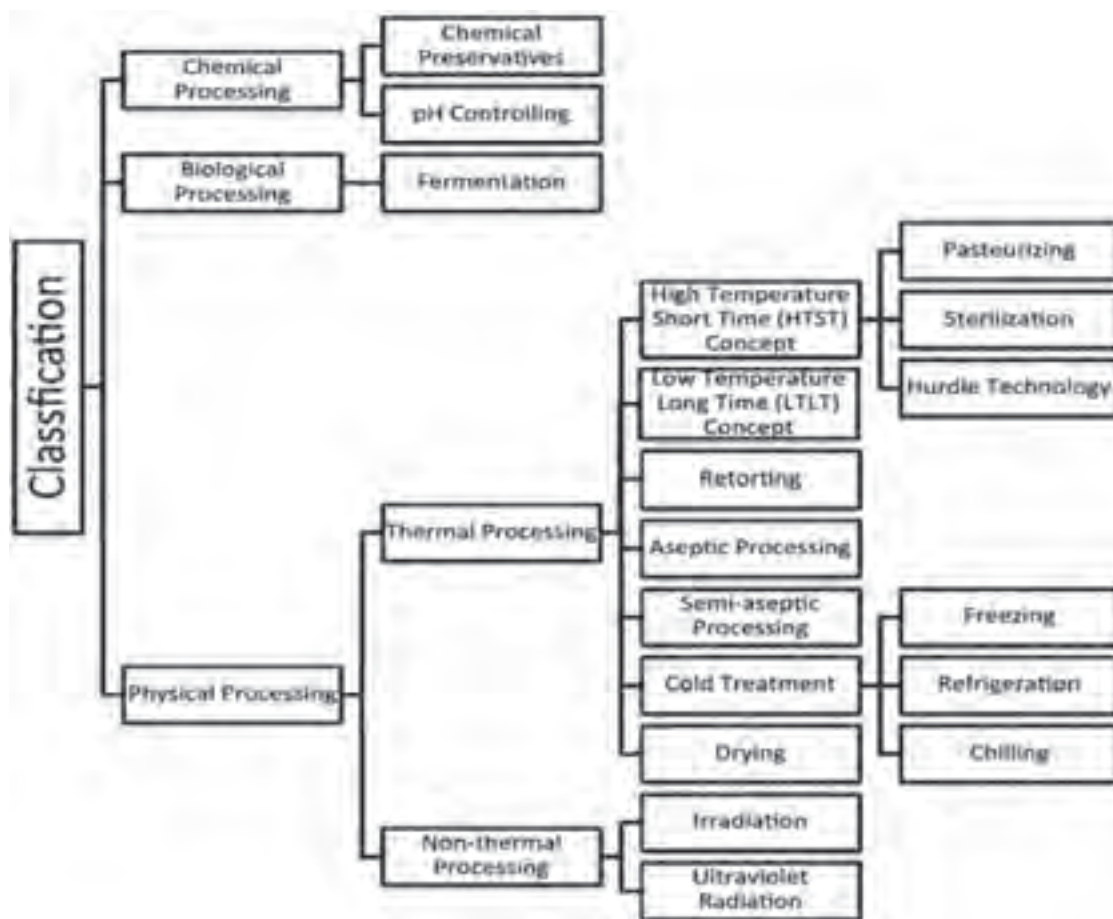 Classfication
Chemical
Processing
Chemical
Preservatives
pH Controlling
Biological
Processing
Fermentation
Physical Processing
Thermal Processing
High Temperature
Short Time (HTST)
Concept
Pasteurizing
Sterilization
Hurdle Technology
Low Temperature
Long Time (LTLT)
Concept
Retorting
Aseptic Processing
Semi-aseptic
Processing
Cold Treatment
Freezing
Refrigeration
Chilling
Drying
Non-thermal
Processing
Irradiation
Ultraviolet
Radiation